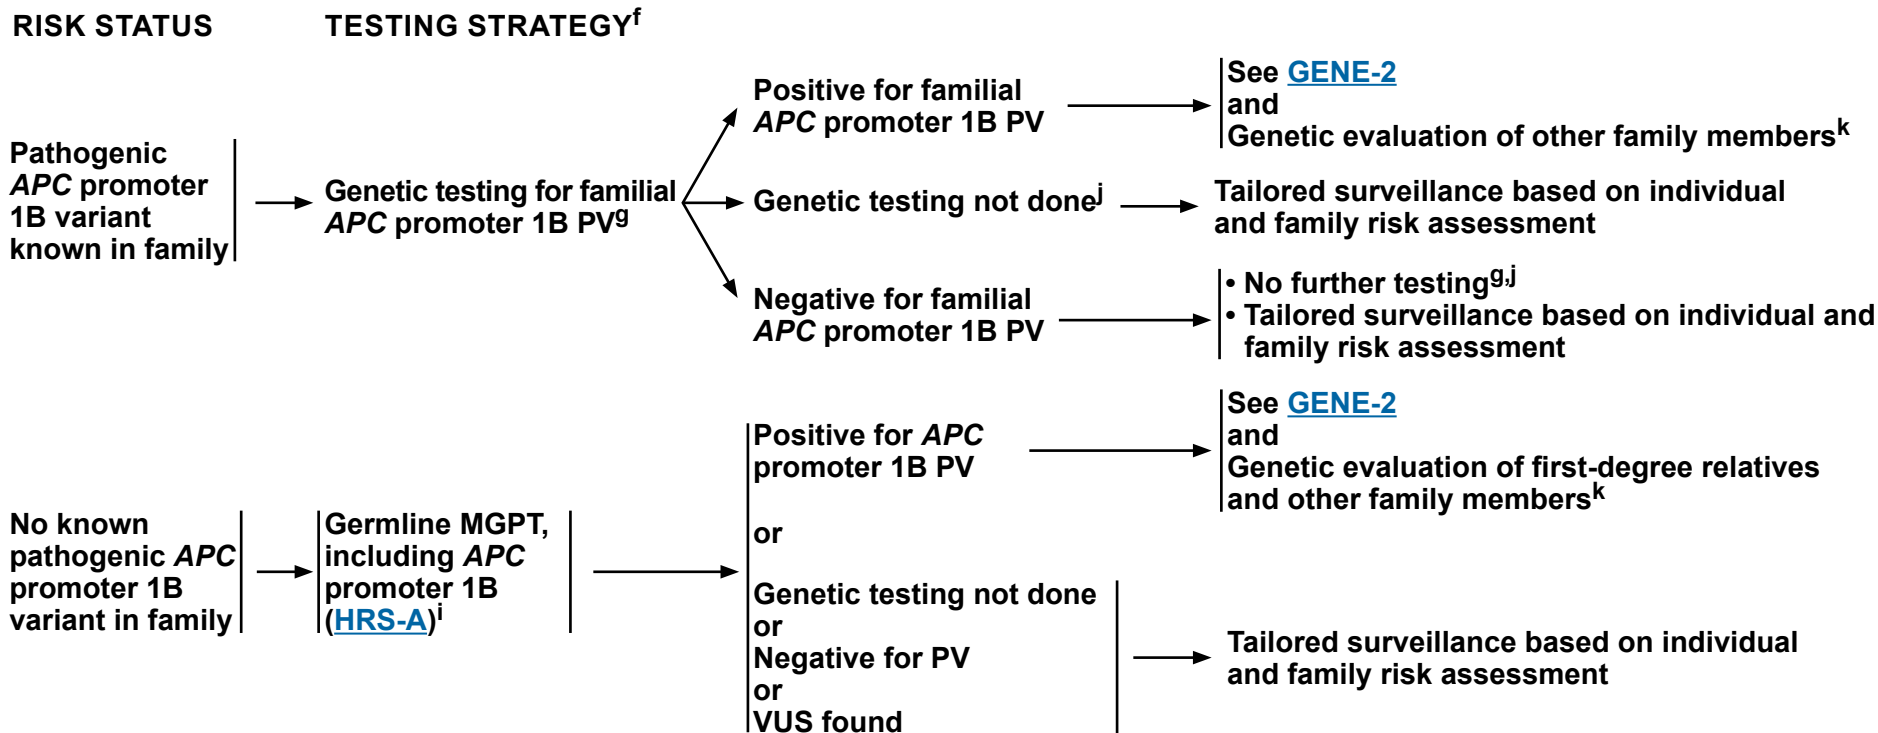 RISK STATUS
TESTING STRATEGYf
Pathogenic
APC promoter
1B variant
known in family
Genetic testing for familial
APC promoter 1B PVg
Positive for familial
APC promoter 1B PV
See GENE-2
and
Genetic evaluation of other family membersk
Genetic testing not donej
Tailored surveillance based on individual
and family risk assessment
Negative for familial
APC promoter 1B PV
• No further testingg,j
• Tailored surveillance based on individual and
family risk assessment
No known
pathogenic APC
promoter 1B
variant in family
Germline MGPT,
including APC
promoter 1B
(HRS-A)i
Positive for APC
promoter 1B PV
See GENE-2
and
Genetic evaluation of first-degree relatives
and other family membersk
or
Genetic testing not done
or
Negative for PV
or
VUS found
Tailored surveillance based on individual
and family risk assessment